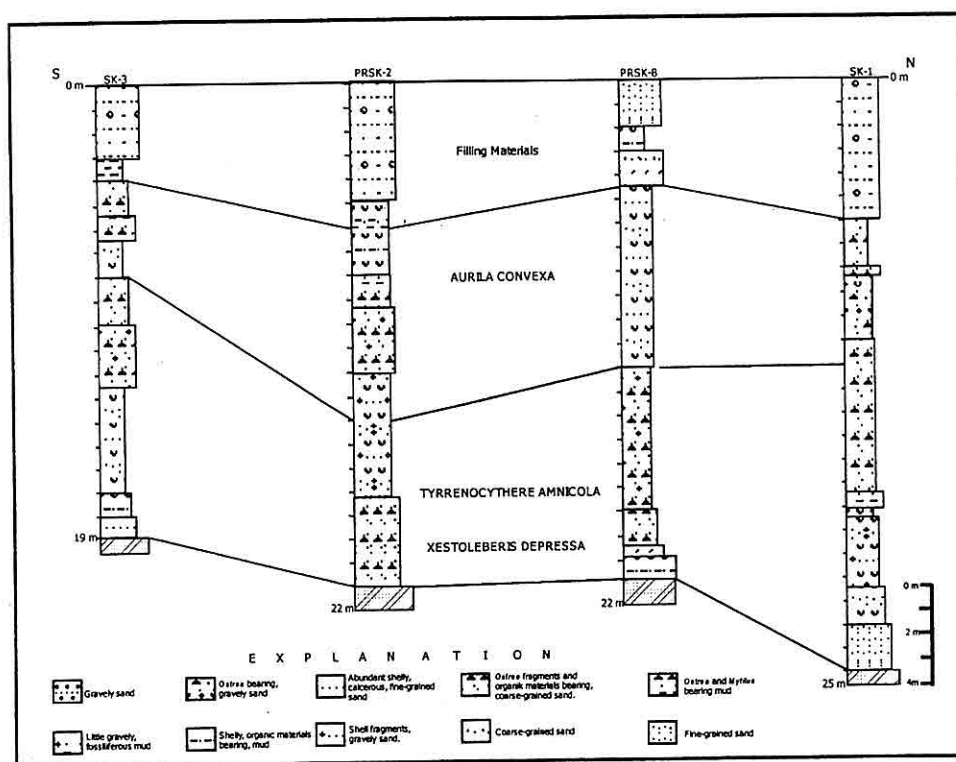 S
N
SK-3
PRSK-2
PRSK-8
SK-1
0 m
0 m
Filling Materials
AURILA CONVEXA
TYRRENOCYTHERE AMNICOLA
XESTOLEBERIS DEPRESSA
19 m
22 m
22 m
25 m
0 m
2 m
4m
E X P L A N A T I O N
Gravely sand
Ostrea bearing,
gravely sand
Abundant shelly,
calcerous, fine-grained
sand
Ostrea fragments and
organik materials bearing,
coarse-grained sand.
Ostrea and Mytilus
bearing mud
Little gravely,
fossiliferous mud
Shelly, organic materials
bearing, mud
Shell fragments,
gravely sand.
Coarse-grained sand
Fine-grained sand